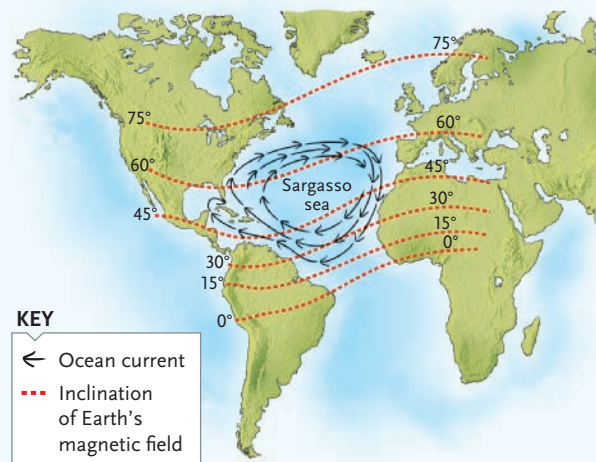 75°
75°
60°
60°
Sargasso
sea
45°
45°
30°
15°
0°
30°
15°
0°
KEY
Ocean current
Inclination
of Earth's
magnetic field